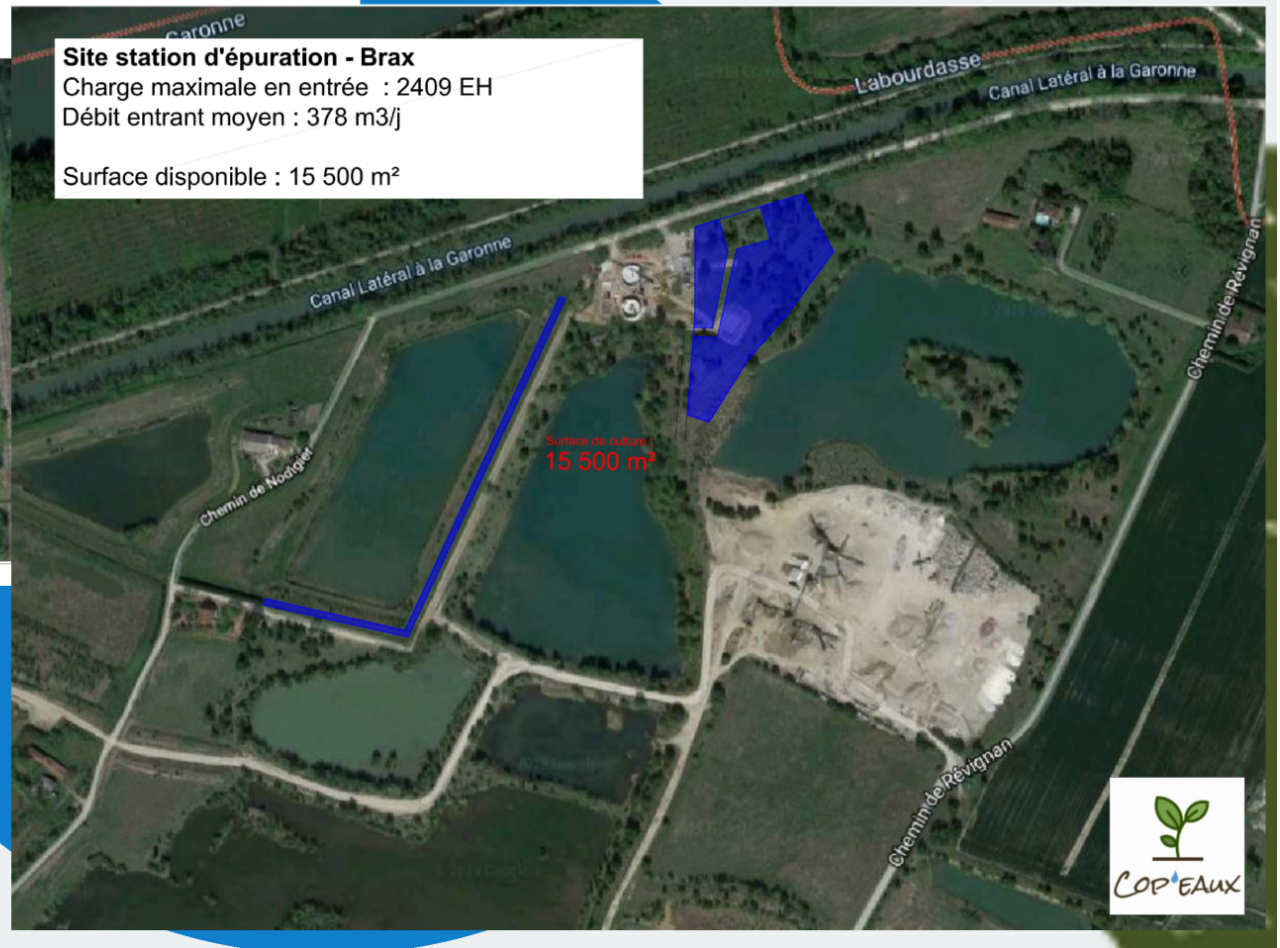 Garonne
Site station d'épuration - Brax
Charge maximale en entrée : 2409 EH
Débit entrant moyen : 378 m3/j
Surface disponible : 15 500 m²
Labourdasse
Canal Latéral à la Garonne
Canal Latéral à la Garonne
Chemin de Révignan
Surface de culture :
15 500 m²
Chemin de Nodigier
Chemin de Révignan
COP'EAUX